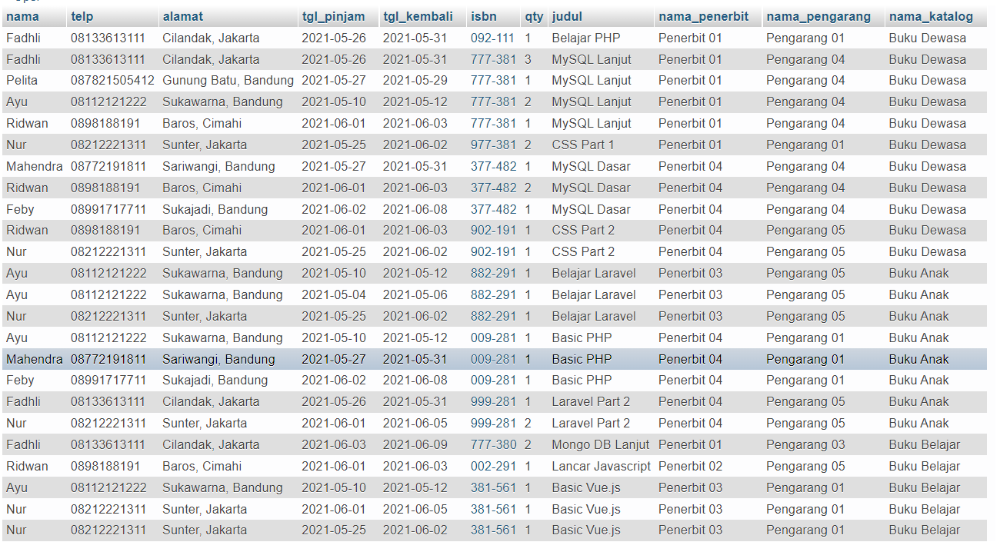 nama telp alamat tgl_pinjam tgl_kembali isbn qty judul nama_penerbit nama_pengarang nama_katalog
Fadhli 08133613111 Cilandak, Jakarta 2021-05-26 2021-05-31 092-111 1 Belajar PHP Penerbit 01 Pengarang 01 Buku Dewasa
Fadhli 08133613111 Cilandak, Jakarta 2021-05-26 2021-05-31 777-381 3 MySQL Lanjut Penerbit 01 Pengarang 04 Buku Dewasa
Pelita 087821505412 Gunung Batu, Bandung 2021-05-27 2021-05-29 777-381 1 MySQL Lanjut Penerbit 01 Pengarang 04 Buku Dewasa
Ayu 08112121222 Sukawarna, Bandung 2021-05-10 2021-05-12 777-381 2 MySQL Lanjut Penerbit 01 Pengarang 04 Buku Dewasa
Ridwan 0898188191 Baros, Cimahi 2021-06-01 2021-06-03 777-381 1 MySQL Lanjut Penerbit 01 Pengarang 04 Buku Dewasa
Nur 08212221311 Sunter, Jakarta 2021-05-25 2021-06-02 977-381 2 CSS Part 1 Penerbit 01 Pengarang 01 Buku Dewasa
Mahendra 08772191811 Sariwangi, Bandung 2021-05-27 2021-05-31 377-482 1 MySQL Dasar Penerbit 04 Pengarang 04 Buku Dewasa
Ridwan 0898188191 Baros, Cimahi 2021-06-01 2021-06-03 377-482 2 MySQL Dasar Penerbit 04 Pengarang 04 Buku Dewasa
Feby 08991717711 Sukajadi, Bandung 2021-06-02 2021-06-08 377-482 1 MySQL Dasar Penerbit 04 Pengarang 04 Buku Dewasa
Ridwan 0898188191 Baros, Cimahi 2021-06-01 2021-06-03 902-191 1 CSS Part 2 Penerbit 04 Pengarang 05 Buku Dewasa
Nur 08212221311 Sunter, Jakarta 2021-05-25 2021-06-02 902-191 1 CSS Part 2 Penerbit 04 Pengarang 05 Buku Dewasa
Ayu 08112121222 Sukawarna, Bandung 2021-05-10 2021-05-12 882-291 1 Belajar Laravel Penerbit 03 Pengarang 05 Buku Anak
Ayu 08112121222 Sukawarna, Bandung 2021-05-04 2021-05-06 882-291 1 Belajar Laravel Penerbit 03 Pengarang 05 Buku Anak
Nur 08212221311 Sunter, Jakarta 2021-05-25 2021-06-02 882-291 1 Belajar Laravel Penerbit 03 Pengarang 05 Buku Anak
Ayu 08112121222 Sukawarna, Bandung 2021-05-10 2021-05-12 009-281 1 Basic PHP Penerbit 04 Pengarang 01 Buku Anak
Mahendra 08772191811 Sariwangi, Bandung 2021-05-27 2021-05-31 009-281 1 Basic PHP Penerbit 04 Pengarang 01 Buku Anak
Feby 08991717711 Sukajadi, Bandung 2021-06-02 2021-06-08 009-281 1 Basic PHP Penerbit 04 Pengarang 01 Buku Anak
Fadhli 08133613111 Cilandak, Jakarta 2021-05-26 2021-05-31 999-281 1 Laravel Part 2 Penerbit 04 Pengarang 05 Buku Anak
Nur 08212221311 Sunter, Jakarta 2021-06-01 2021-06-05 999-281 2 Laravel Part 2 Penerbit 04 Pengarang 05 Buku Anak
Fadhli 08133613111 Cilandak, Jakarta 2021-06-03 2021-06-09 777-380 2 Mongo DB Lanjut Penerbit 01 Pengarang 03 Buku Belajar
Ridwan 0898188191 Baros, Cimahi 2021-06-01 2021-06-03 002-291 1 Lancar Javascript Penerbit 02 Pengarang 05 Buku Belajar
Ayu 08112121222 Sukawarna, Bandung 2021-05-10 2021-05-12 381-561 1 Basic Vue.js Penerbit 03 Pengarang 01 Buku Belajar
Nur 08212221311 Sunter, Jakarta 2021-06-01 2021-06-05 381-561 1 Basic Vue.js Penerbit 03 Pengarang 01 Buku Belajar
Nur 08212221311 Sunter, Jakarta 2021-05-25 2021-06-02 381-561 1 Basic Vue.js Penerbit 03 Pengarang 01 Buku Belajar